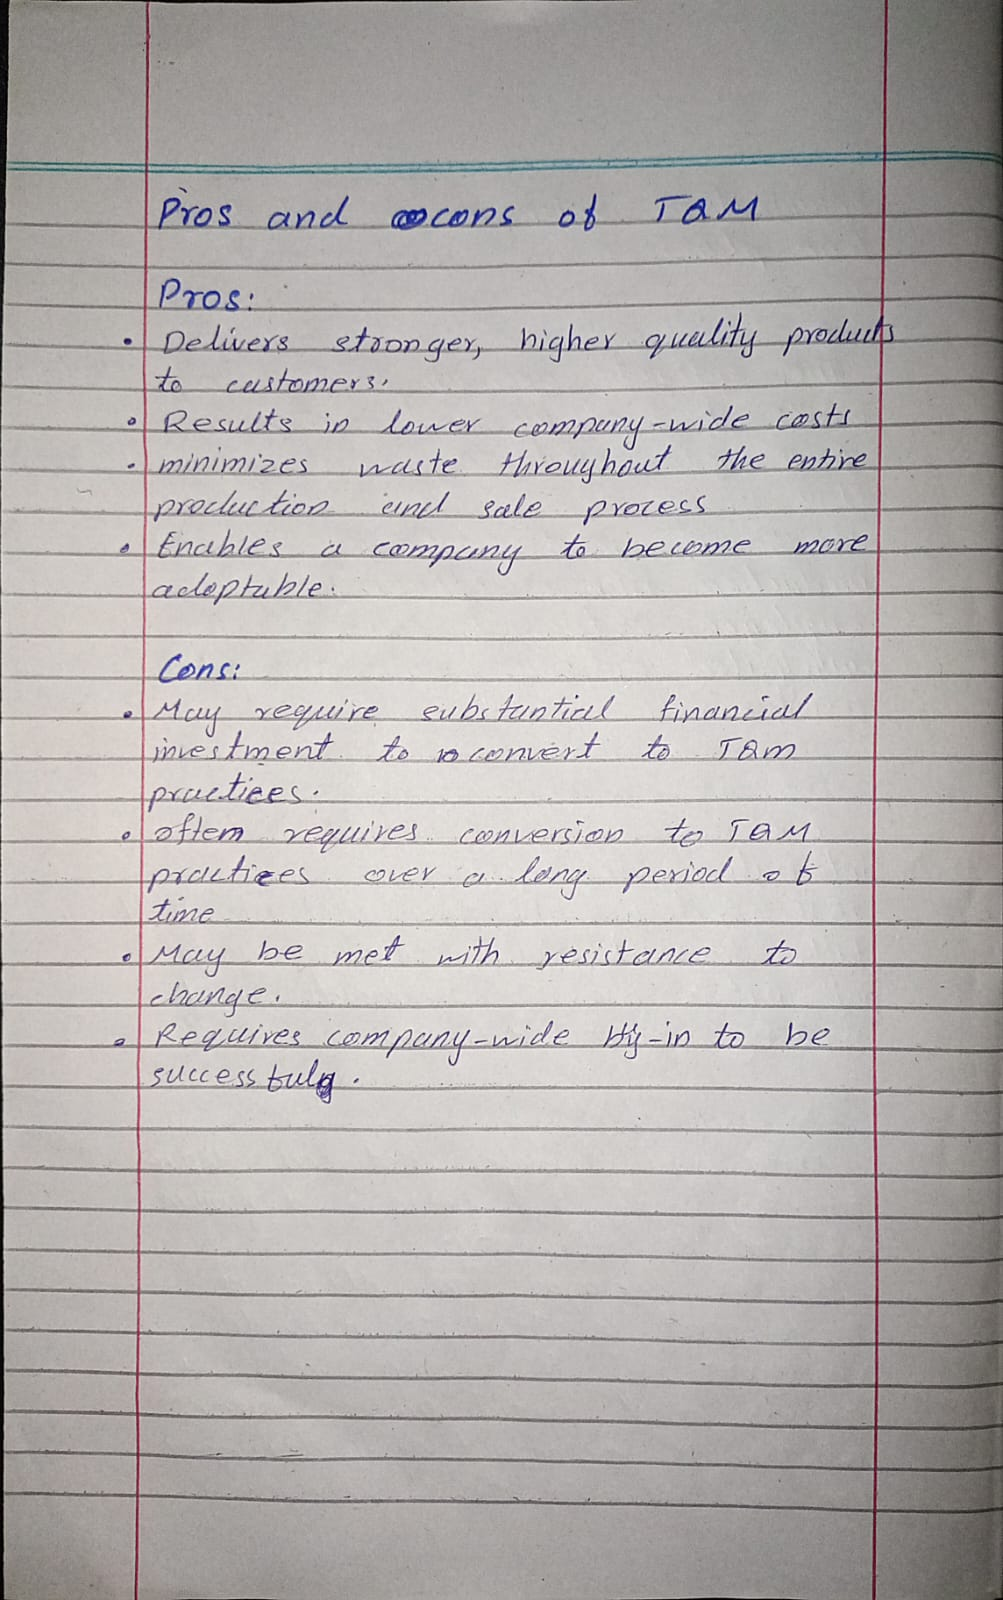 Pros and cons of TQM
Pros:
• Delivers stronger, higher quality products
to customers.
• Results in lower company-wide costs
• minimizes waste throughout the entire
production and sale process
• Enables a company to become more
adoptable.
Cons:
• May require substantial financial
investment to convert to TQM
practices.
• oftem requires conversion to TQM
practices over a long period of
time
• May be met with resistance to
change.
• Requires company-wide by-in to be
successful.